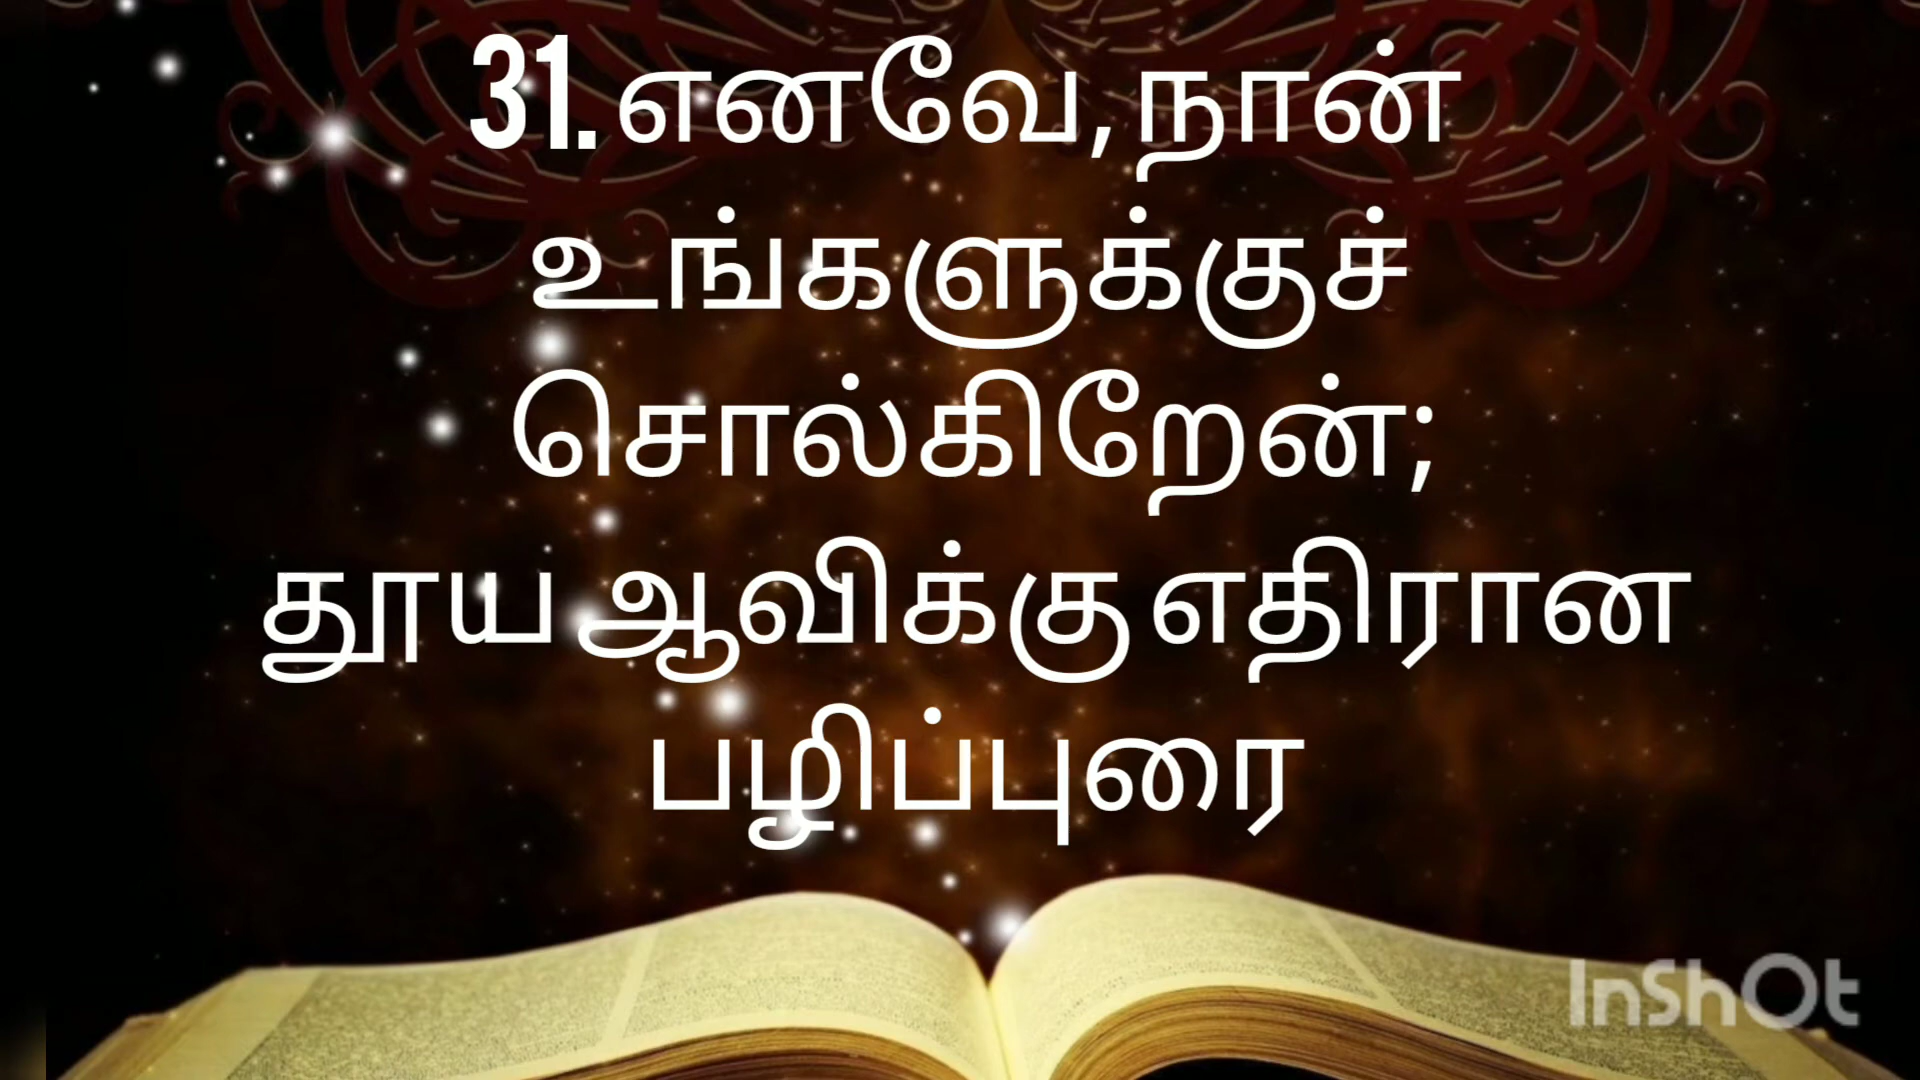 31. எனவே, நான்
உங்களுக்குச்
சொல்கிறேன்;
தூய ஆவிக்கு எதிரான
பழிப்புரை
InShOt